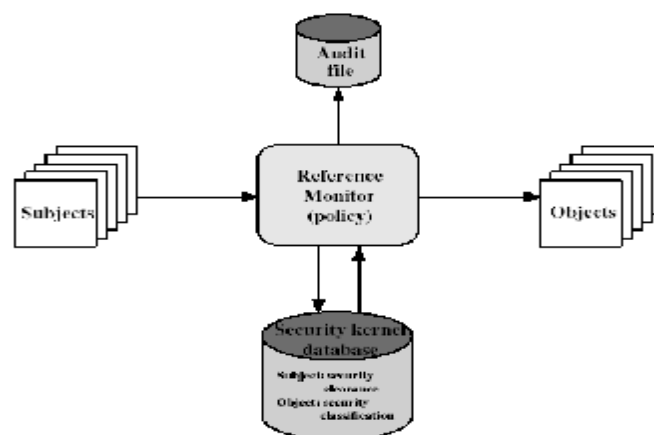 Audit
file
Subjects
Reference
Monitor
(policy)
Objects
Security kernel
database
Subject: security
clearance
Object: security
classification